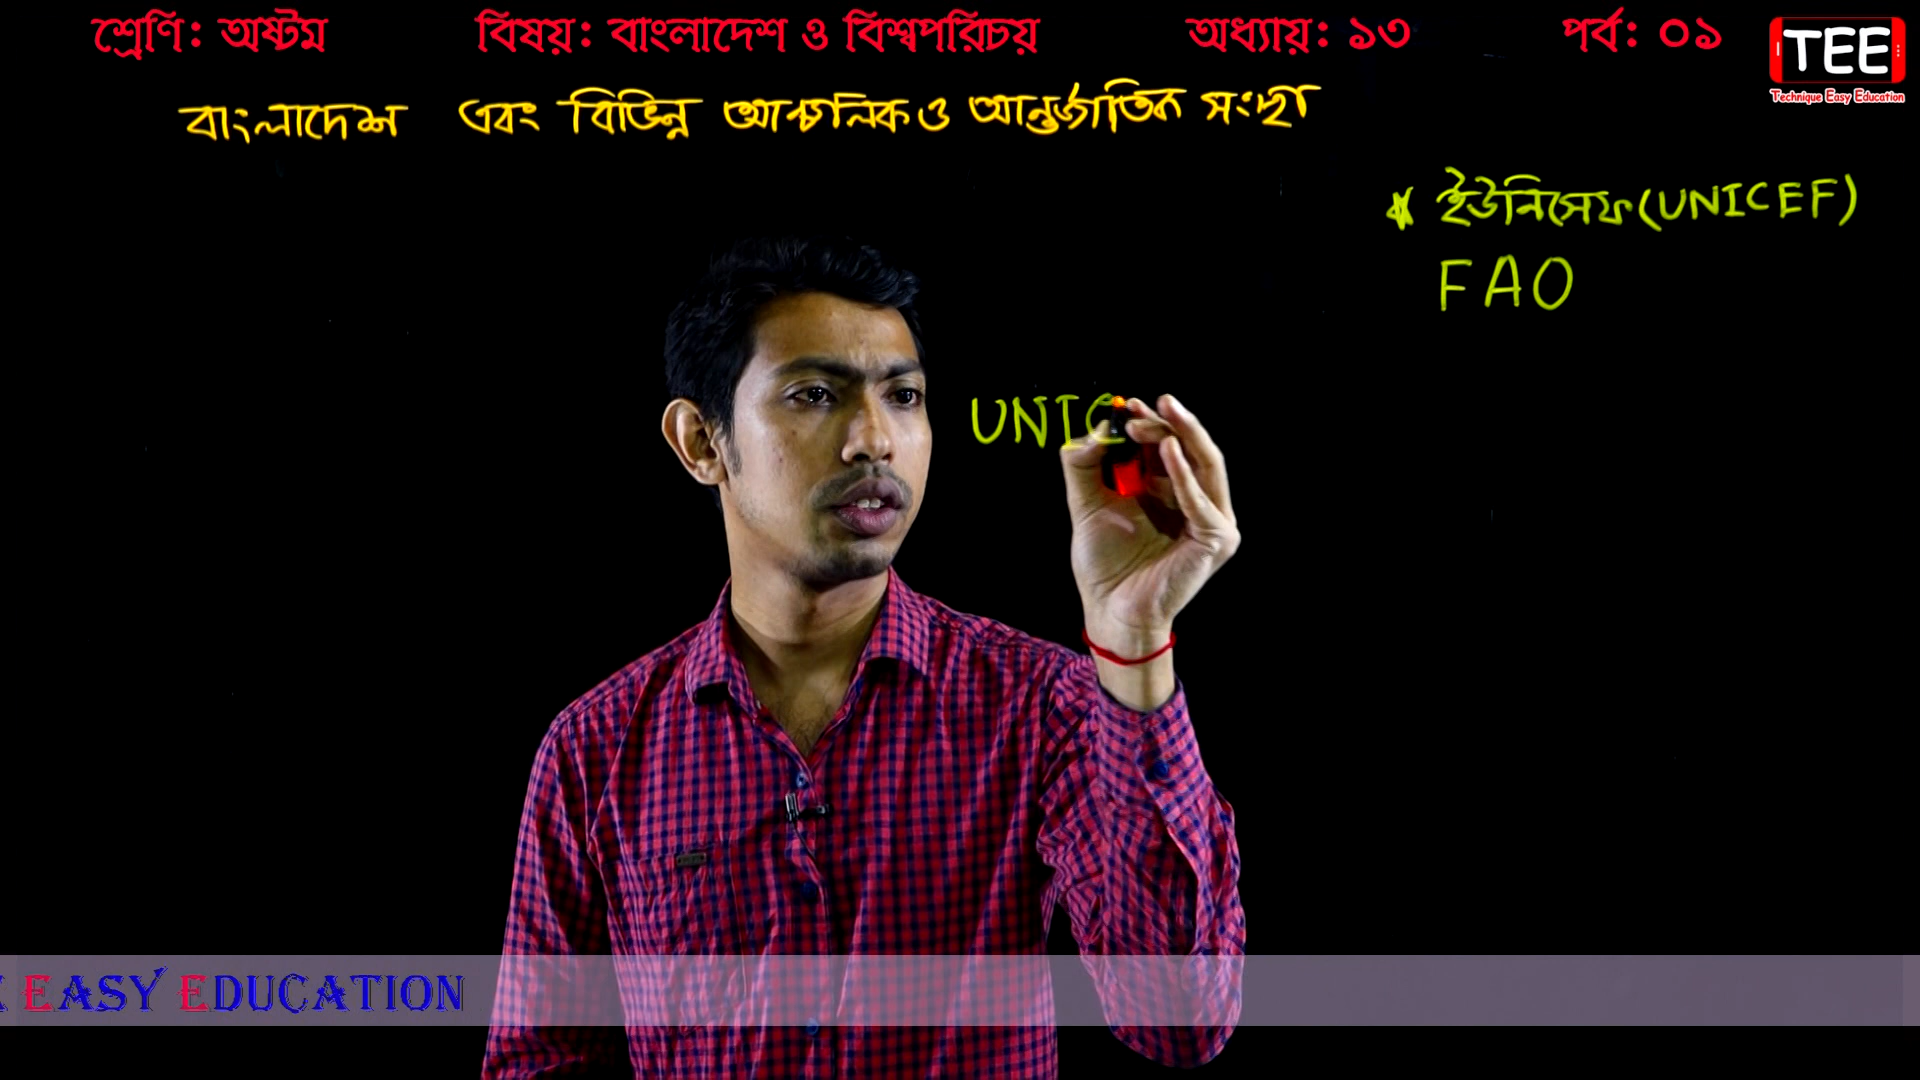 শ্রেণি: অষ্টম বিষয়: বাংলাদেশ ও বিশ্বপরিচয় অধ্যায়: ১৩ পর্ব: ০১
TEE
Technique Easy Education
বাংলাদেশ এবং বিভিন্ন আঞ্চলিক ও আন্তর্জাতিক সংস্থা
* ইউনিসেফ (UNICEF)
FAO
UNIC
EASY EDUCATION